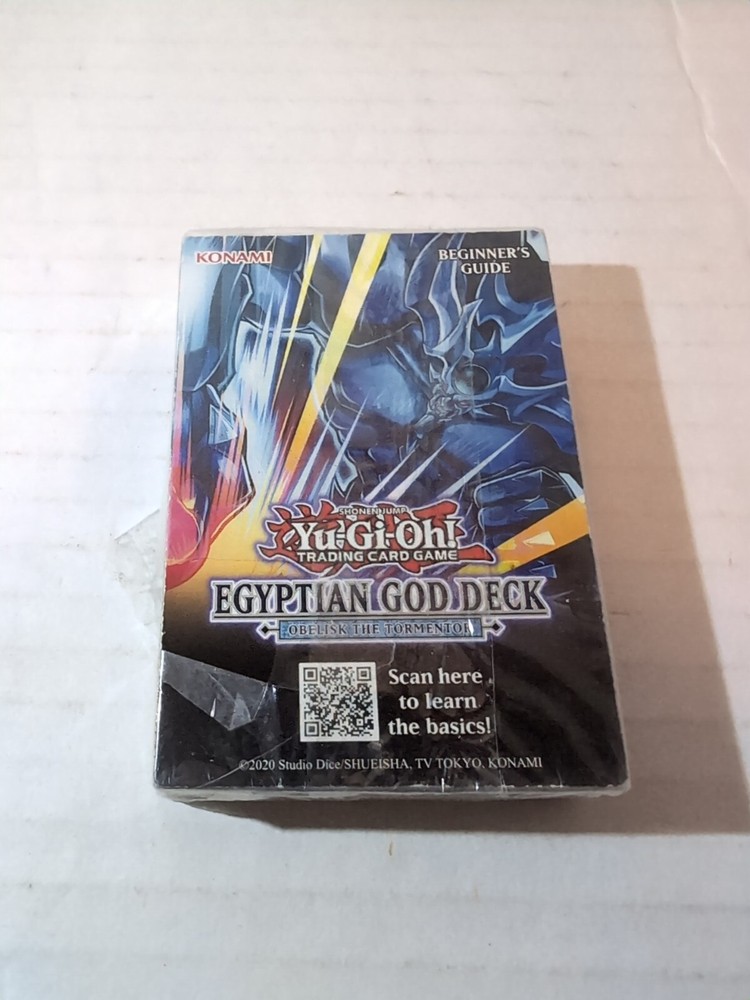 KONAMI
BEGINNER'S
GUIDE
SHONEN JUMP
Yu-Gi-Oh!
TRADING CARD GAME
EGYPTIAN GOD DECK
OBELISK THE TORMENTOR
Scan here
to learn
the basics!
©2020 Studio Dice/SHUEISHA, TV TOKYO, KONAMI